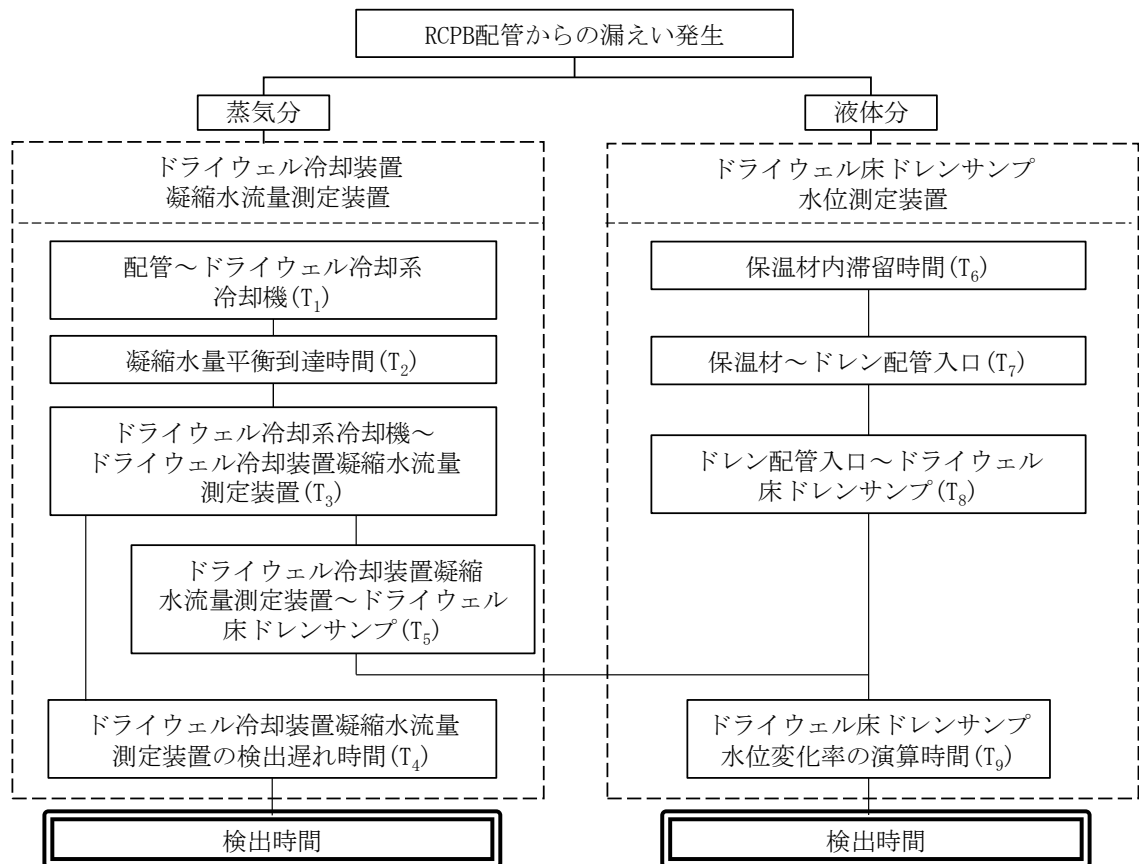 RCPB配管からの漏えい発生
蒸気分
液体分
ドライウェル冷却装置
凝縮水流量測定装置
ドライウェル床ドレンサンプ
水位測定装置
配管～ドライウェル冷却系
冷却機(T₁)
凝縮水量平衡到達時間(T₂)
ドライウェル冷却系冷却機～
ドライウェル冷却装置凝縮水流量
測定装置(T₃)
ドライウェル冷却装置凝縮
水流量測定装置～ドライウェル
床ドレンサンプ(T₅)
ドライウェル冷却装置凝縮水流量
測定装置の検出遅れ時間(T₄)
検出時間
保温材内滞留時間(T₆)
保温材～ドレン配管入口(T₇)
ドレン配管入口～ドライウェル
床ドレンサンプ(T₈)
ドライウェル床ドレンサンプ
水位変化率の演算時間(T₉)
検出時間